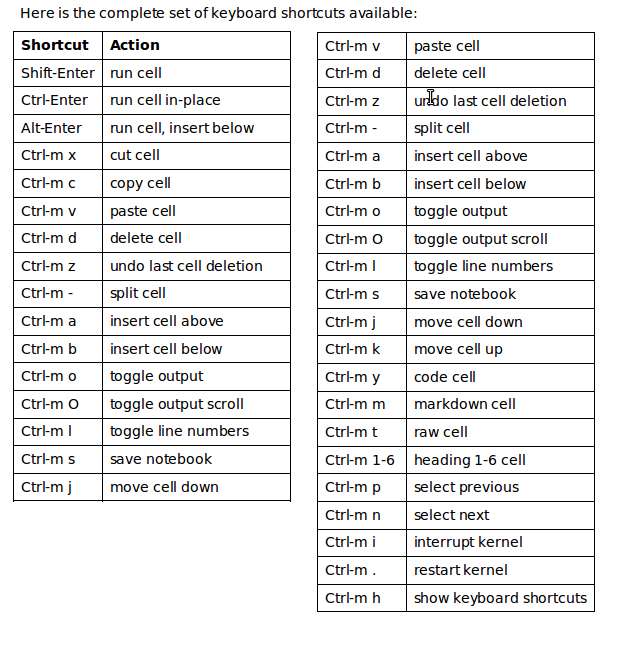 Here is the complete set of keyboard shortcuts available:
Shortcut Action
Shift-Enter run cell
Ctrl-Enter run cell in-place
Alt-Enter run cell, insert below
Ctrl-m x cut cell
Ctrl-m c copy cell
Ctrl-m v paste cell
Ctrl-m d delete cell
Ctrl-m z undo last cell deletion
Ctrl-m - split cell
Ctrl-m a insert cell above
Ctrl-m b insert cell below
Ctrl-m o toggle output
Ctrl-m O toggle output scroll
Ctrl-m l toggle line numbers
Ctrl-m s save notebook
Ctrl-m j move cell down
Ctrl-m v paste cell
Ctrl-m d delete cell
Ctrl-m z undo last cell deletion
Ctrl-m - split cell
Ctrl-m a insert cell above
Ctrl-m b insert cell below
Ctrl-m o toggle output
Ctrl-m O toggle output scroll
Ctrl-m l toggle line numbers
Ctrl-m s save notebook
Ctrl-m j move cell down
Ctrl-m k move cell up
Ctrl-m y code cell
Ctrl-m m markdown cell
Ctrl-m t raw cell
Ctrl-m 1-6 heading 1-6 cell
Ctrl-m p select previous
Ctrl-m n select next
Ctrl-m i interrupt kernel
Ctrl-m . restart kernel
Ctrl-m h show keyboard shortcuts